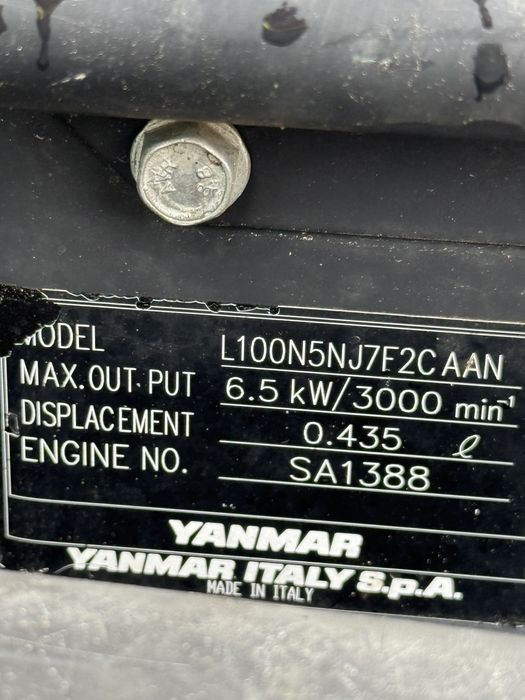 MODEL L100N5NJ7F2CAAN
MAX. OUT PUT 6.5 kW/3000 min⁻¹
DISPLACEMENT 0.435 ℓ
ENGINE NO. SA1388
YANMAR
YANMAR ITALY S.p.A.
MADE IN ITALY